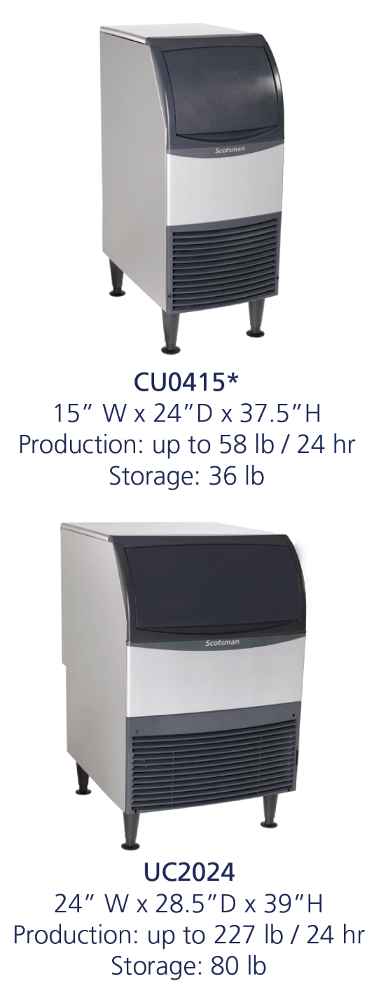 Scotsman
CU0415*
15” W x 24”D x 37.5”H
Production: up to 58 lb / 24 hr
Storage: 36 lb
Scotsman
UC2024
24” W x 28.5”D x 39”H
Production: up to 227 lb / 24 hr
Storage: 80 lb